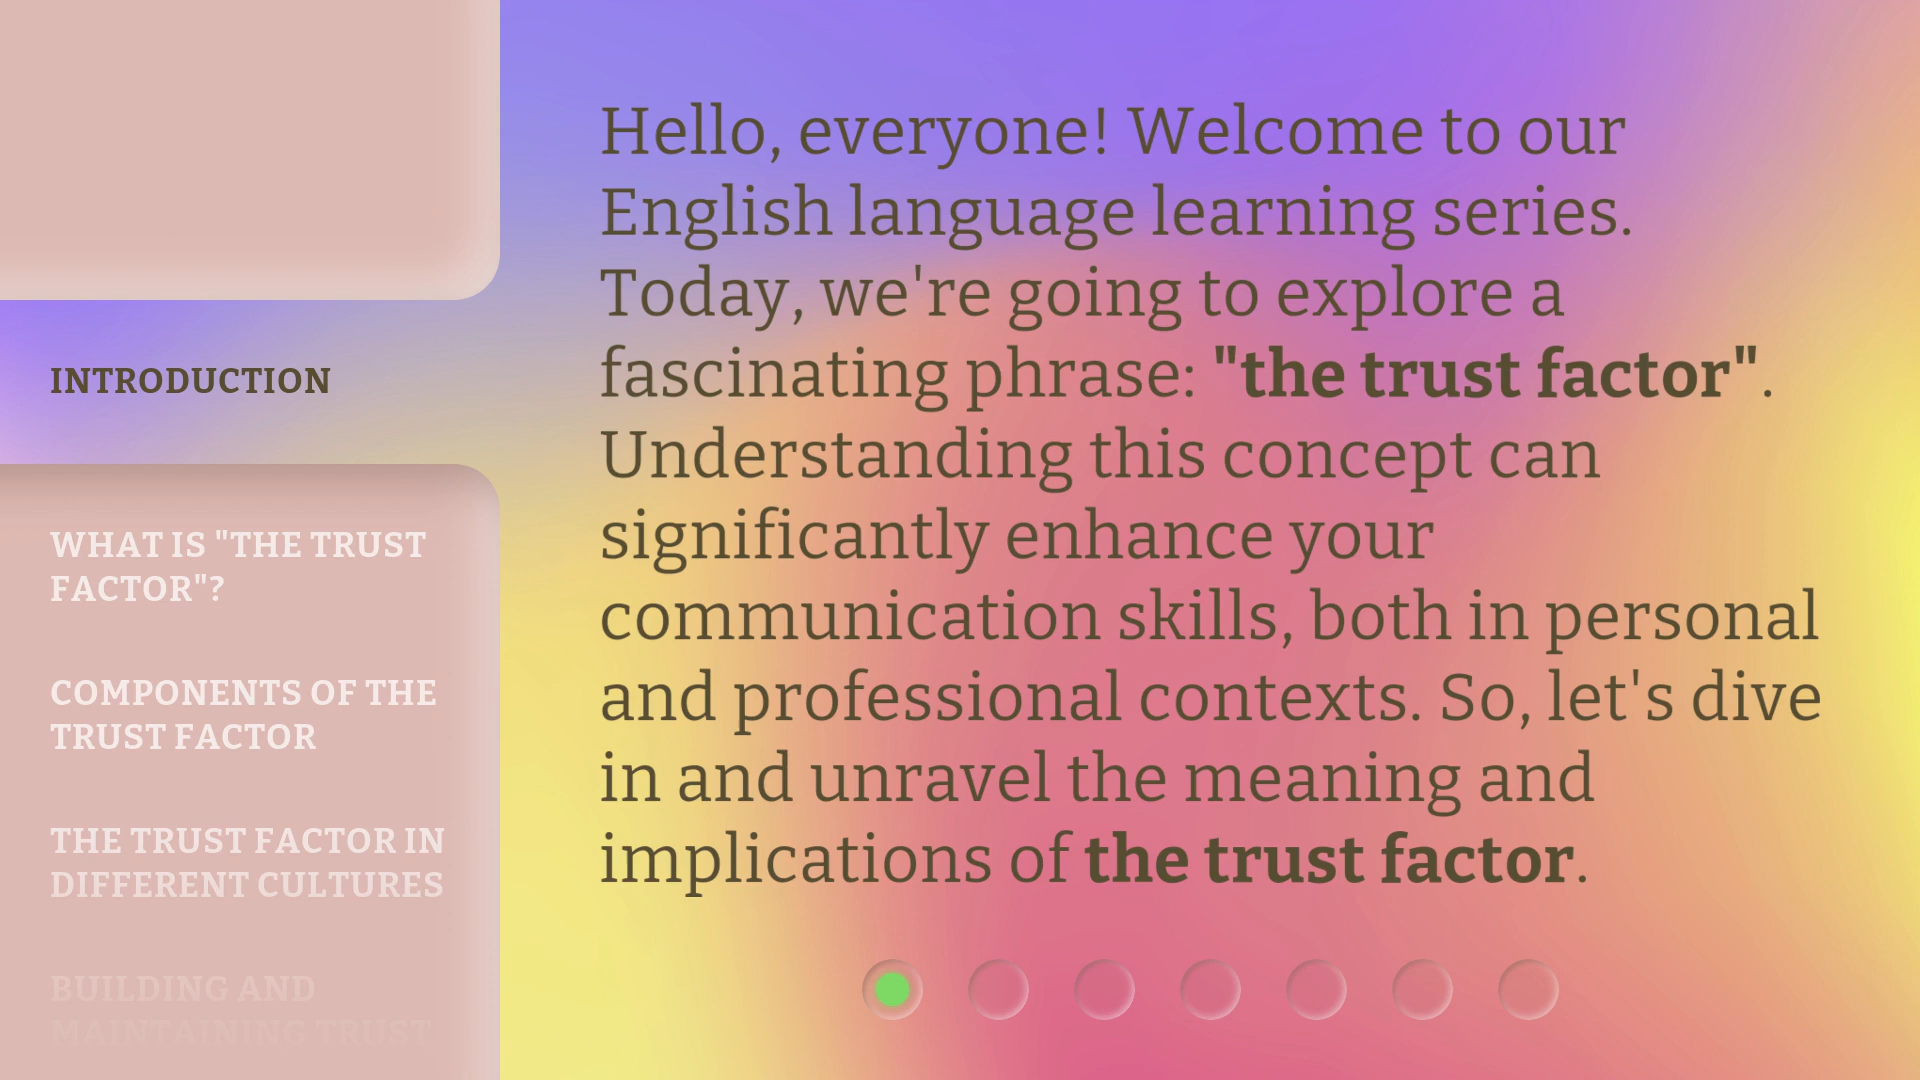 INTRODUCTION
WHAT IS "THE TRUST
FACTOR"?
COMPONENTS OF THE
TRUST FACTOR
THE TRUST FACTOR IN
DIFFERENT CULTURES
BUILDING AND
MAINTAINING TRUST
Hello, everyone! Welcome to our
English language learning series.
Today, we're going to explore a
fascinating phrase: "the trust factor".
Understanding this concept can
significantly enhance your
communication skills, both in personal
and professional contexts. So, let's dive
in and unravel the meaning and
implications of the trust factor.